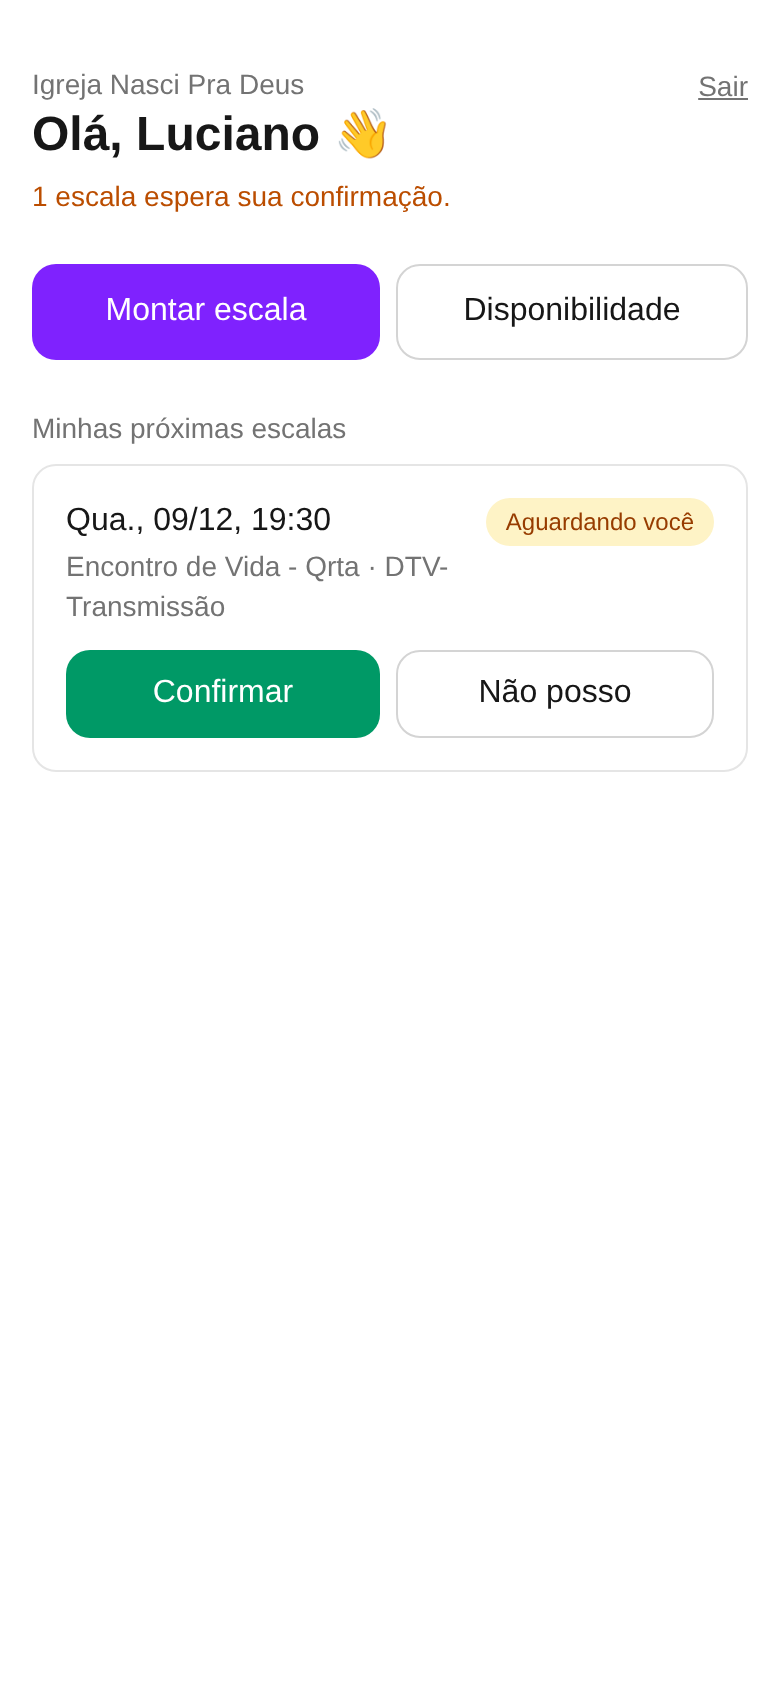 Igreja Nasci Pra Deus
Sair
Olá, Luciano 👋
1 escala espera sua confirmação.
Montar escala
Disponibilidade
Minhas próximas escalas
Qua., 09/12, 19:30
Aguardando você
Encontro de Vida - Qrta · DTV-
Transmissão
Confirmar
Não posso